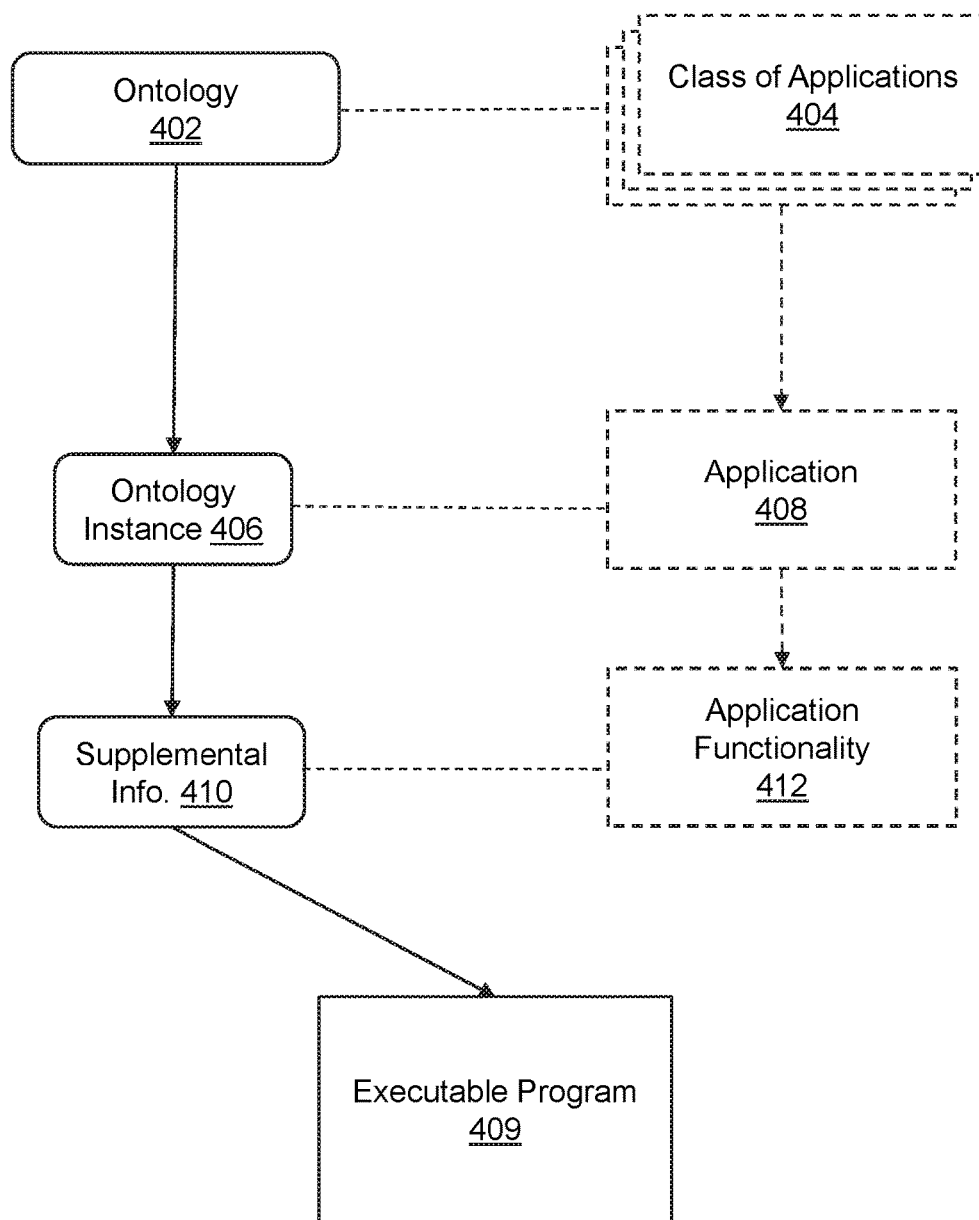 Ontology
402
Class of Applications
404
Ontology
Instance 406
Application
408
Supplemental
Info. 410
Application
Functionality
412
Executable Program
409